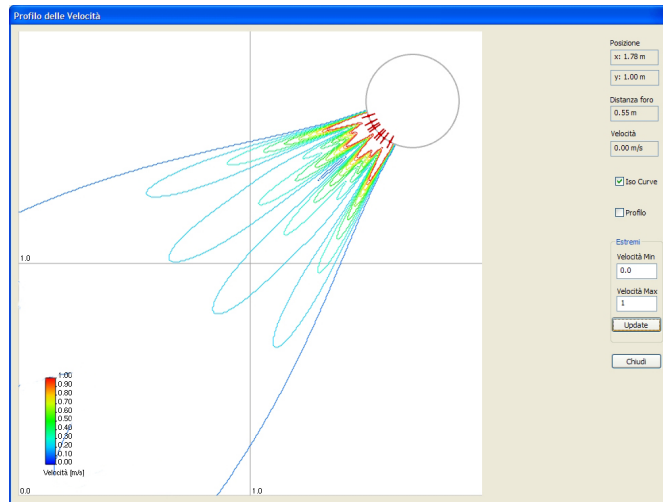 Profilo delle Velocità
Posizione
x: 1.78 m
y: 1.00 m
Distanza foro
0.55 m
Velocità
0.00 m/s
Iso Curve
Profilo
Estremi
Velocità Min
0.0
Velocità Max
1
Update
Chiudi
1.0
1.00
0.90
0.80
0.70
0.60
0.50
0.40
0.30
0.20
0.10
0.00
Velocità [m/s]
0.0
1.0